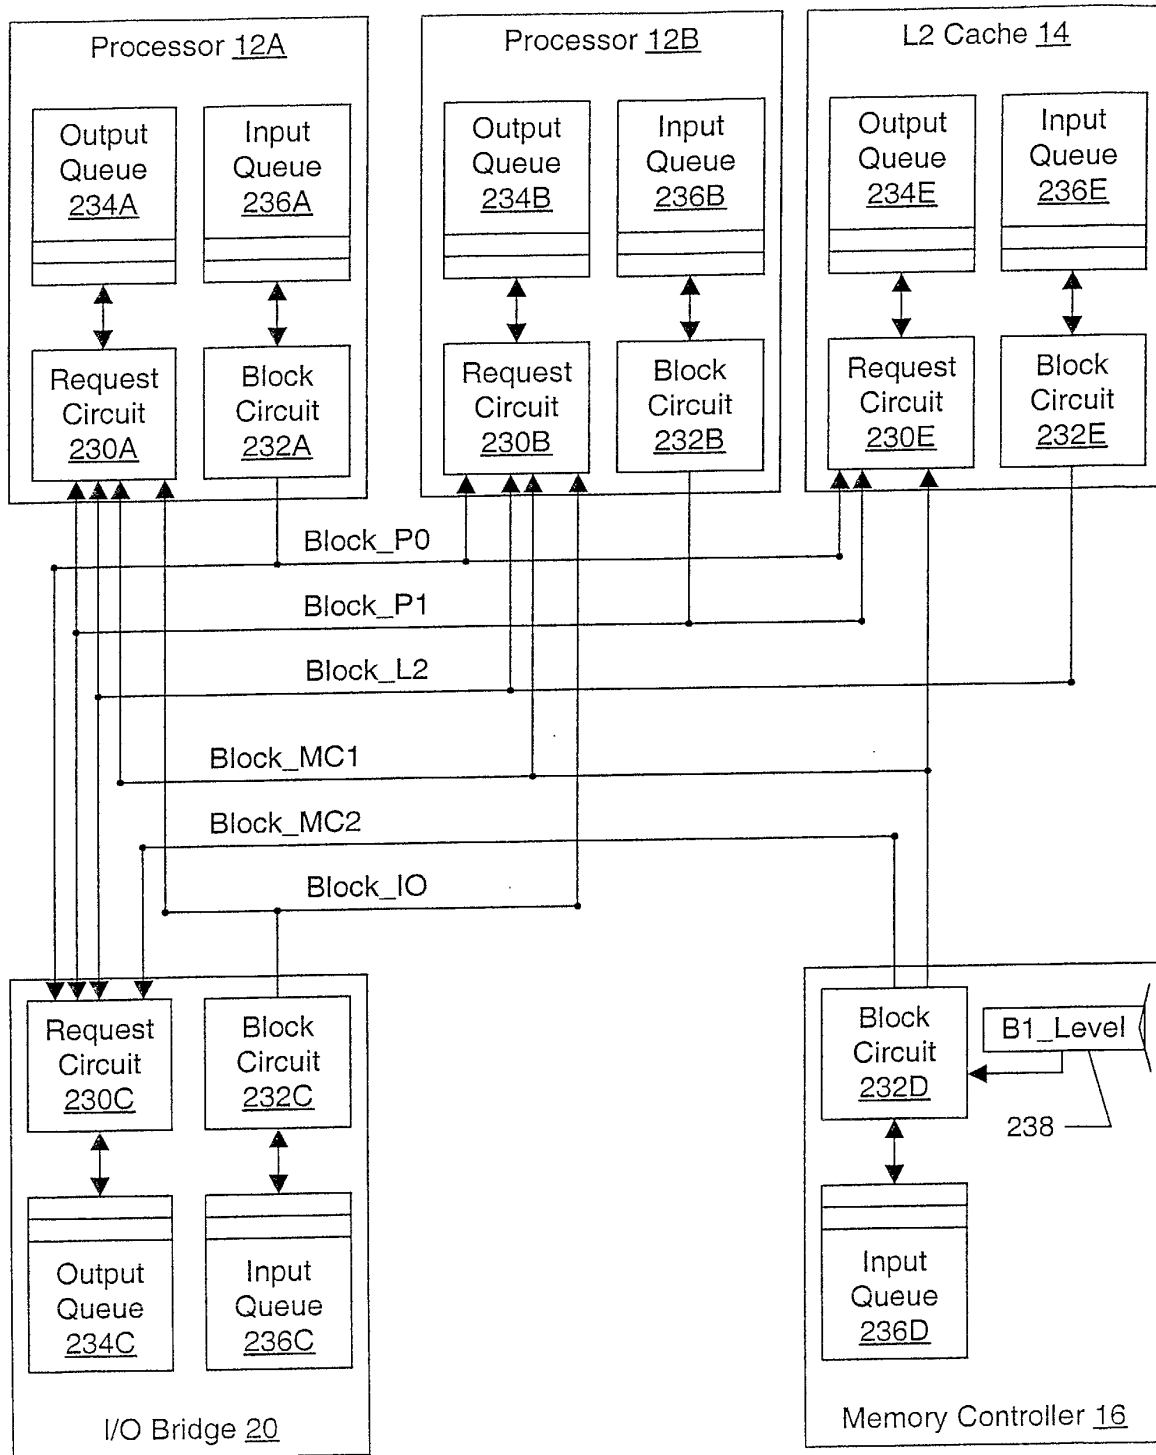 Processor 12A
Output
Queue
234A
Input
Queue
236A
Request
Circuit
230A
Block
Circuit
232A
Processor 12B
Output
Queue
234B
Input
Queue
236B
Request
Circuit
230B
Block
Circuit
232B
L2 Cache 14
Output
Queue
234E
Input
Queue
236E
Request
Circuit
230E
Block
Circuit
232E
Block_P0
Block_P1
Block_L2
Block_MC1
Block_MC2
Block_IO
Request
Circuit
230C
Block
Circuit
232C
Output
Queue
234C
Input
Queue
236C
I/O Bridge 20
Block
Circuit
232D
B1_Level
238
Input
Queue
236D
Memory Controller 16